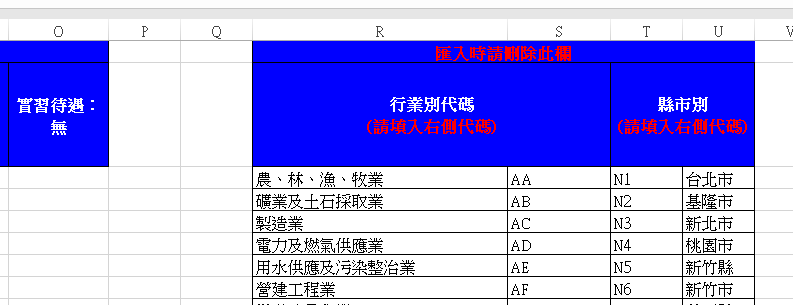 O P Q R S T U V
匯入時請刪除此欄
實習待遇：
無
行業別代碼
(請填入右側代碼)
縣市別
(請填入右側代碼)
農、林、漁、牧業 AA N1 台北市
礦業及土石採取業 AB N2 基隆市
製造業 AC N3 新北市
電力及燃氣供應業 AD N4 桃園市
用水供應及污染整治業 AE N5 新竹縣
營建工程業 AF N6 新竹市